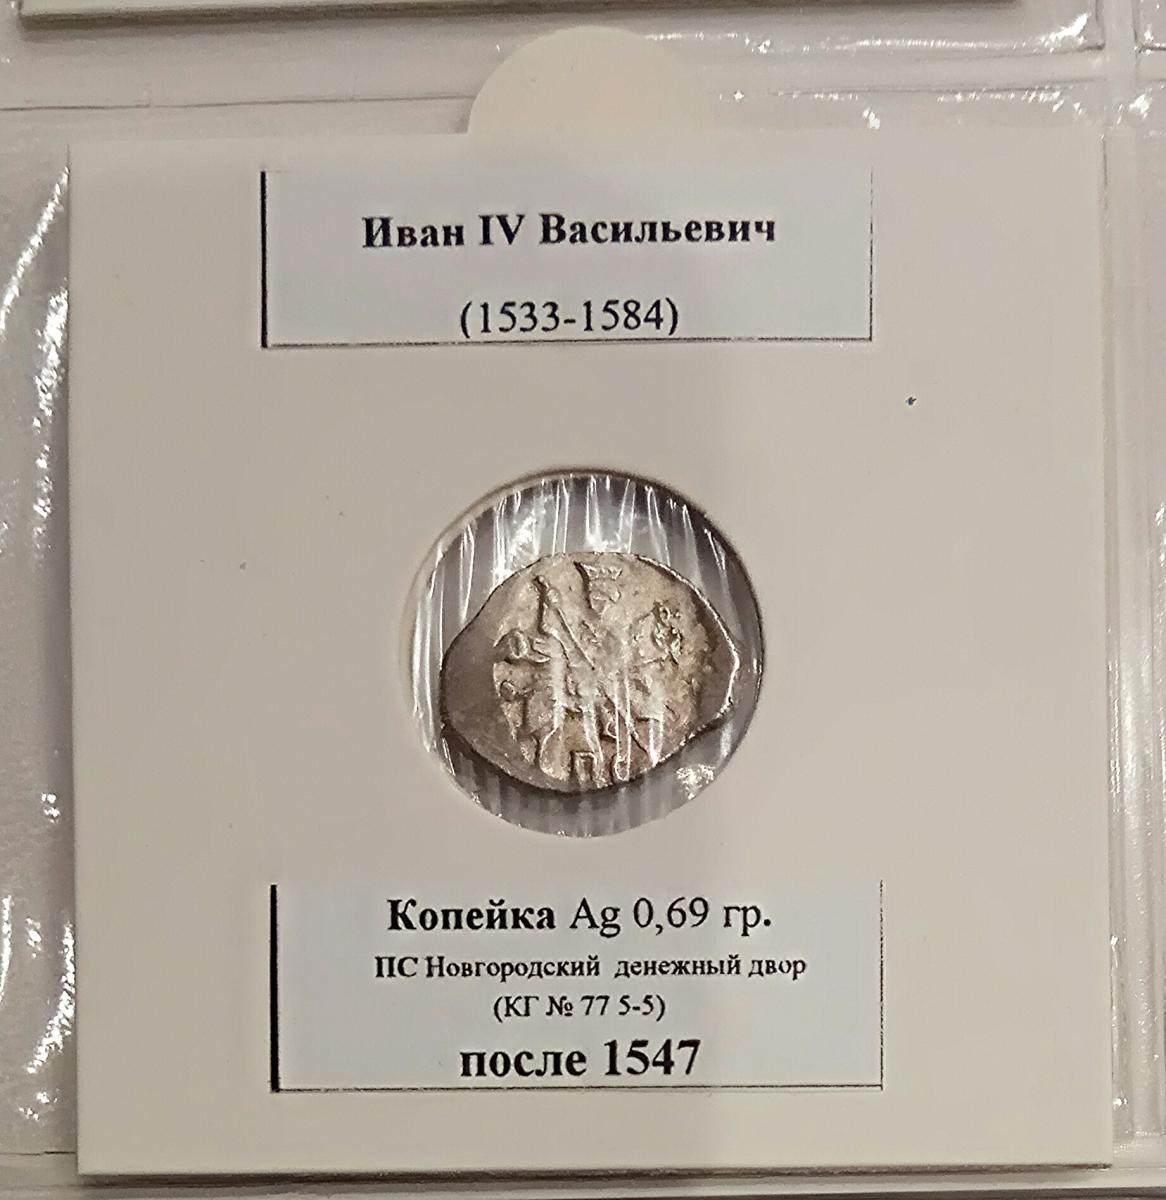 Иван IV Васильевич
(1533-1584)
Копейка Ag 0,69 гр.
ПС Новгородский денежный двор
(КГ № 77 5-5)
после 1547